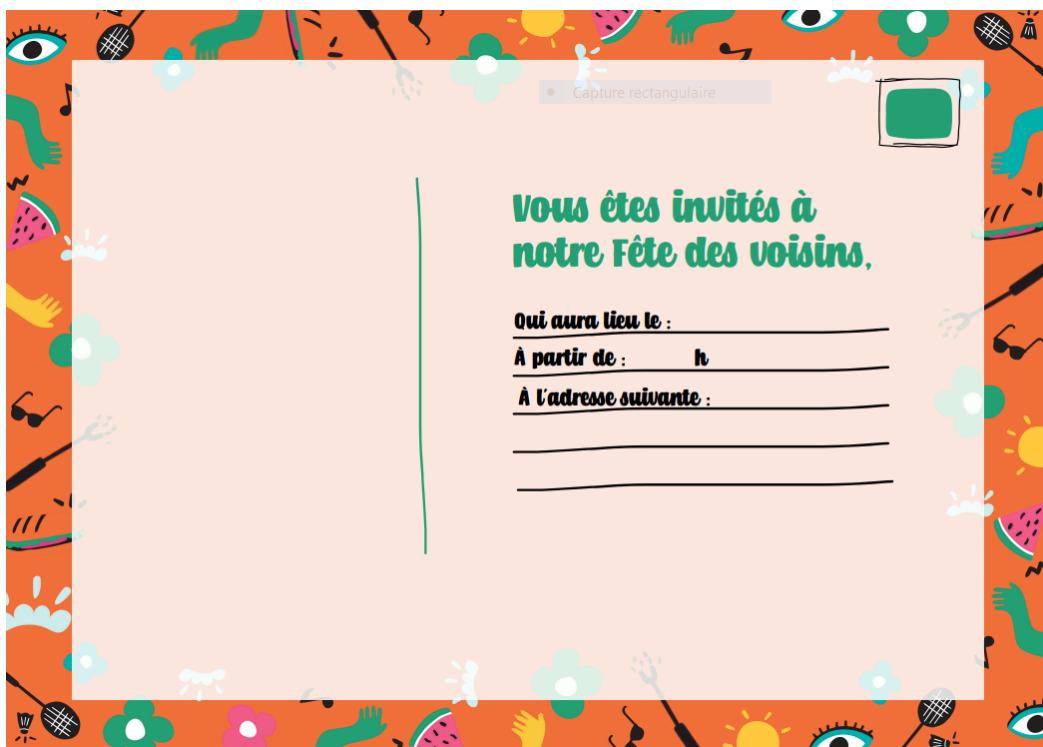 Capture rectangulaire
Vous êtes invités à
notre Fête des voisins,
Qui aura lieu le :
À partir de : h
À l'adresse suivante :